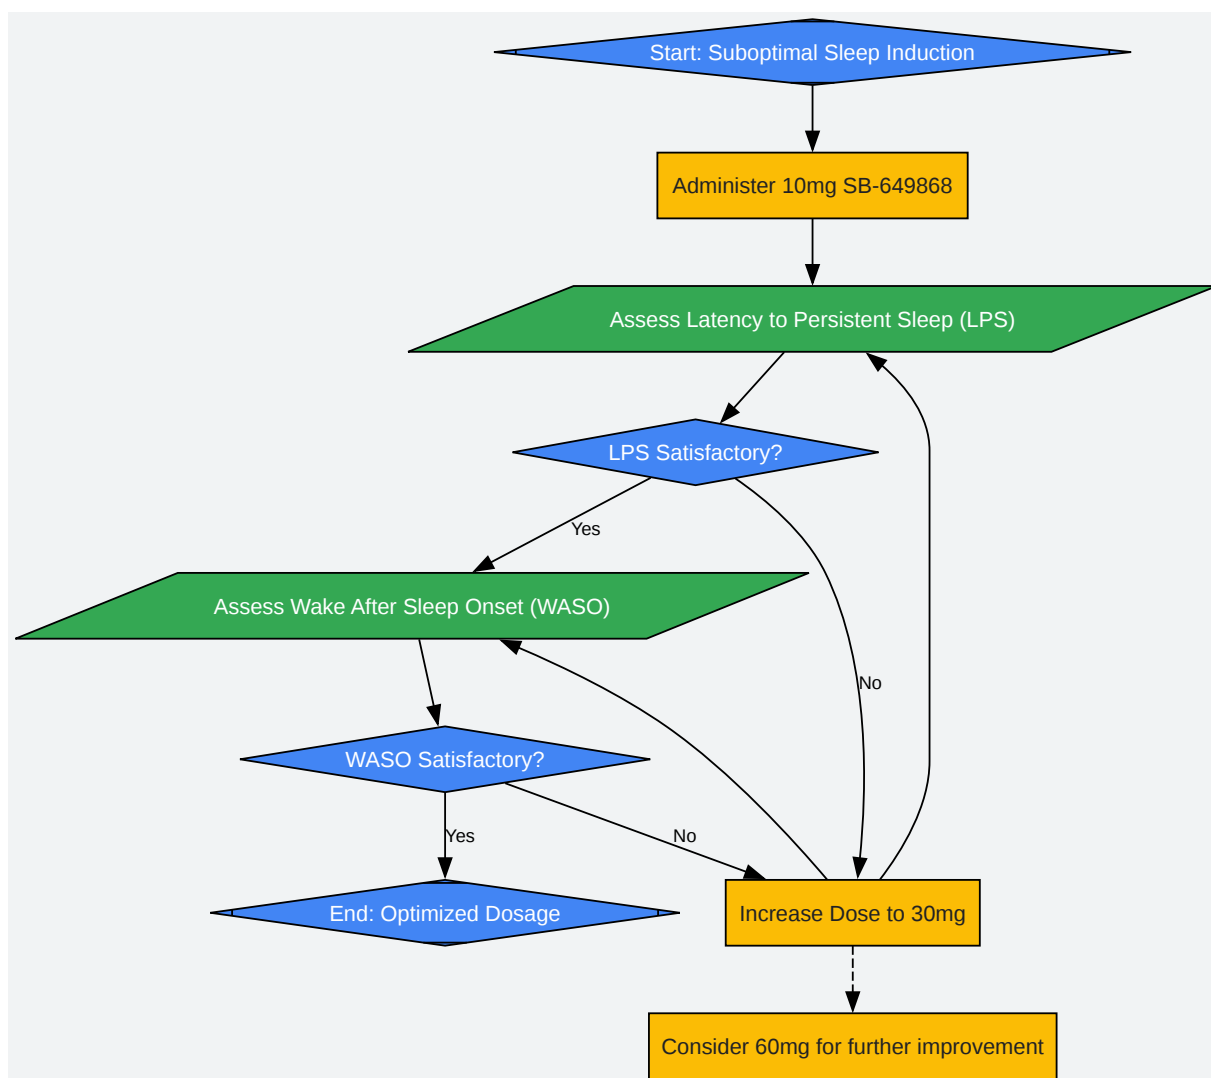 Start: Suboptimal Sleep Induction
Administer 10mg SB-649868
Assess Latency to Persistent Sleep (LPS)
LPS Satisfactory?
Yes
Assess Wake After Sleep Onset (WASO)
No
WASO Satisfactory?
Yes
No
End: Optimized Dosage
Increase Dose to 30mg
Consider 60mg for further improvement